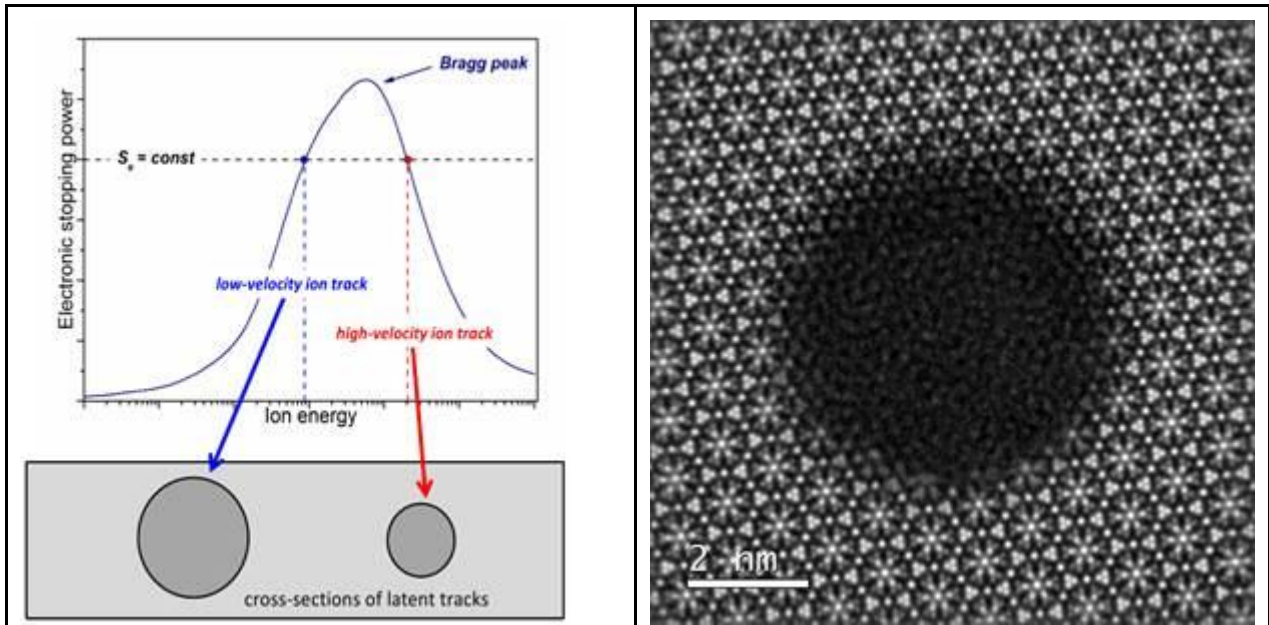 Bragg peak
Electronic stopping power
Se = const
low-velocity ion track
high-velocity ion track
Ion energy
cross-sections of latent tracks
2 nm